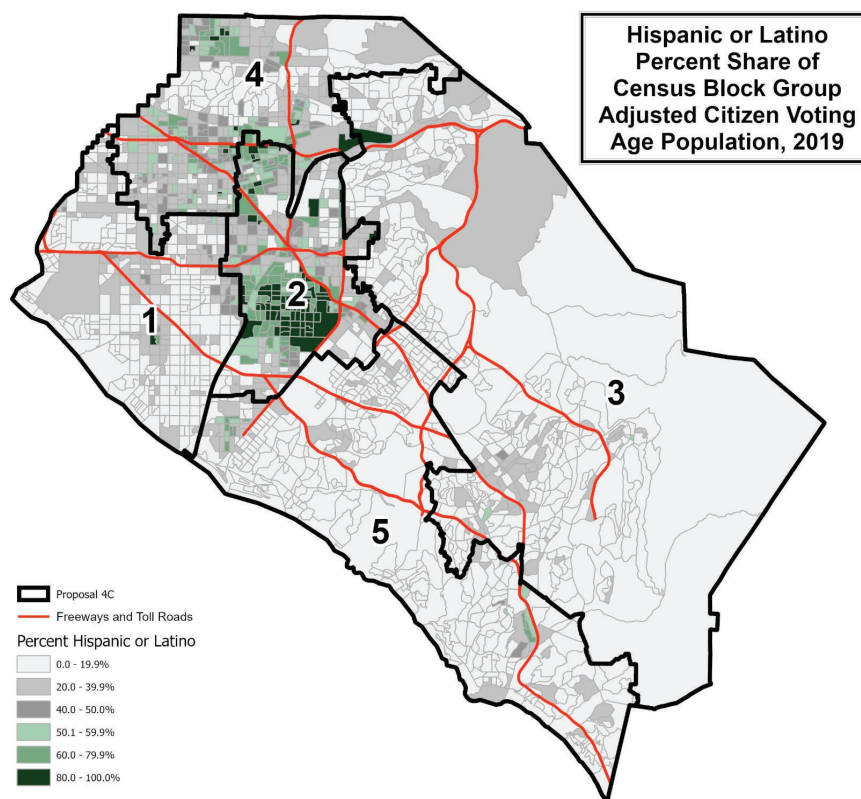 Hispanic or Latino
Percent Share of
Census Block Group
Adjusted Citizen Voting
Age Population, 2019
4
2
1
3
5
Proposal 4C
Freeways and Toll Roads
Percent Hispanic or Latino
0.0 - 19.9%
20.0 - 39.9%
40.0 - 50.0%
50.1 - 59.9%
60.0 - 79.9%
80.0 - 100.0%